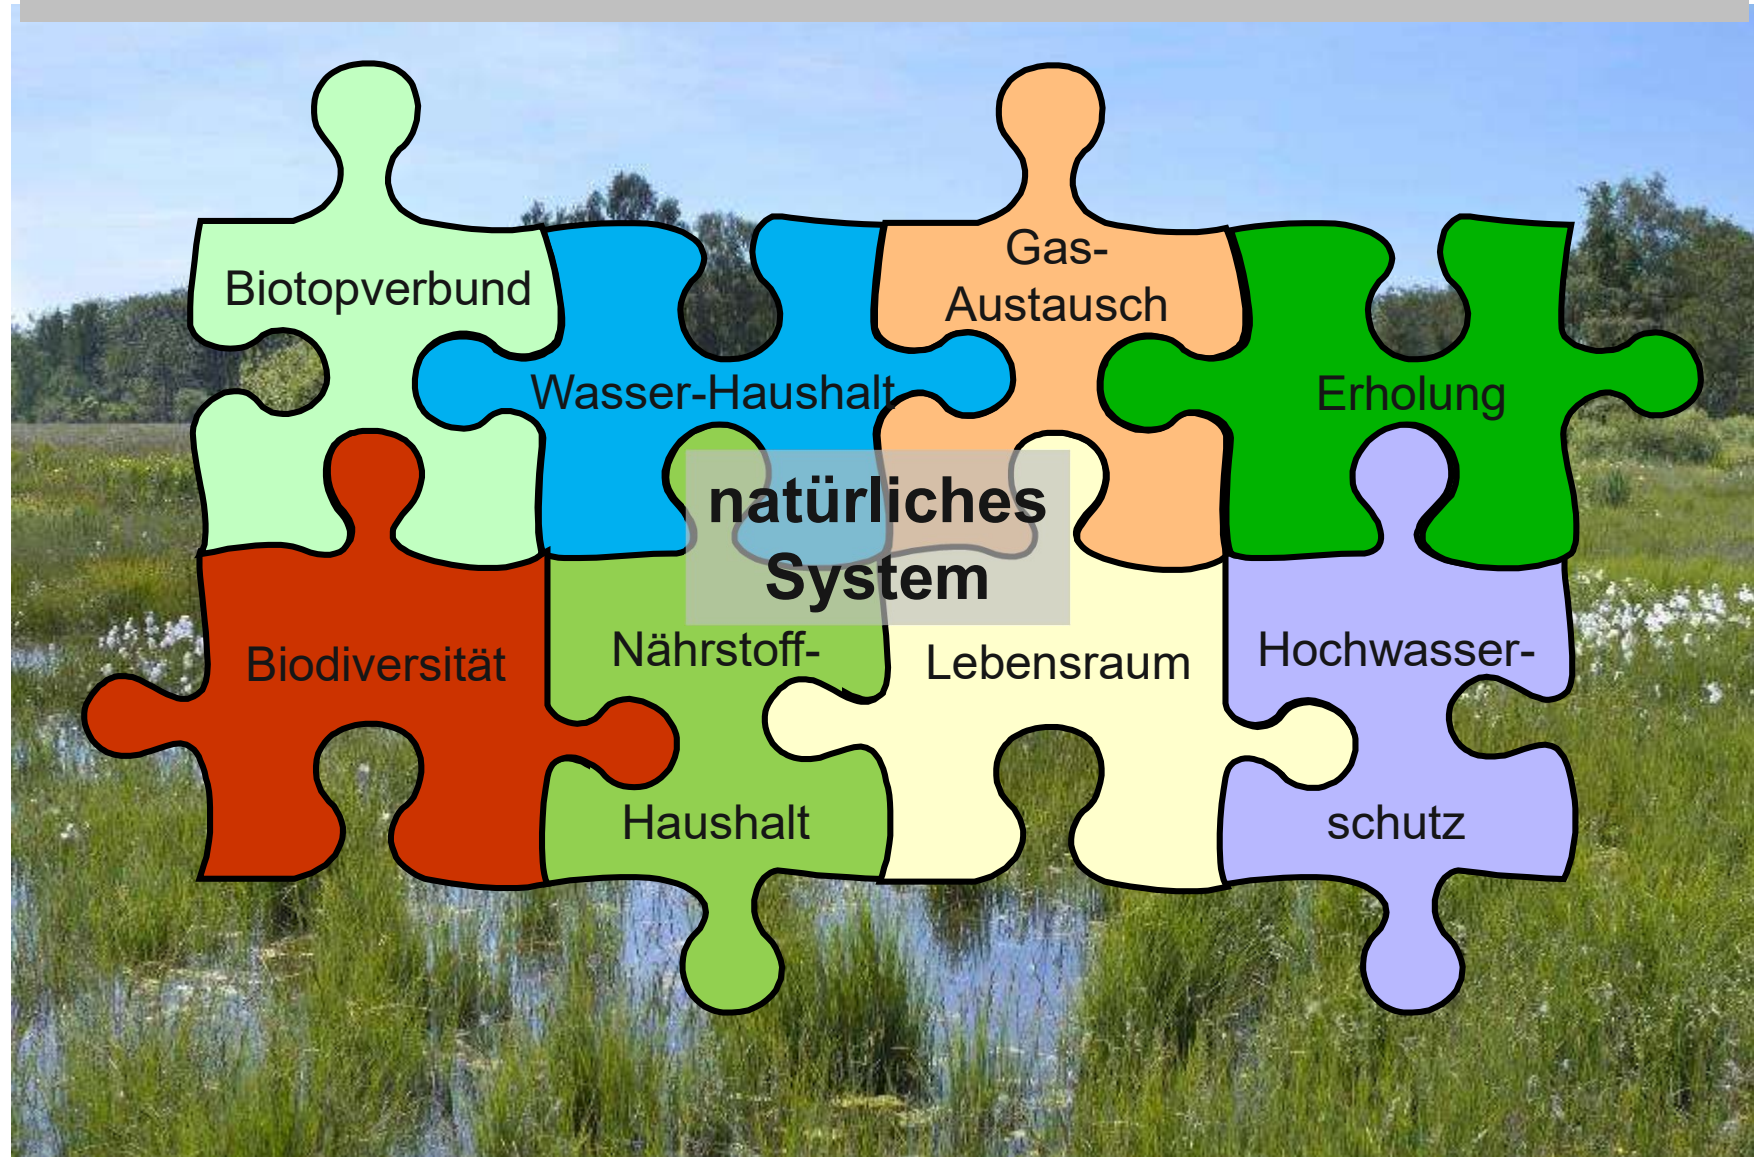 Biotopverbund
Wasser-Haushalt
Gas-
Austausch
Erholung
natürliches
System
Biodiversität
Nährstoff-
Haushalt
Lebensraum
Hochwasser-
schutz